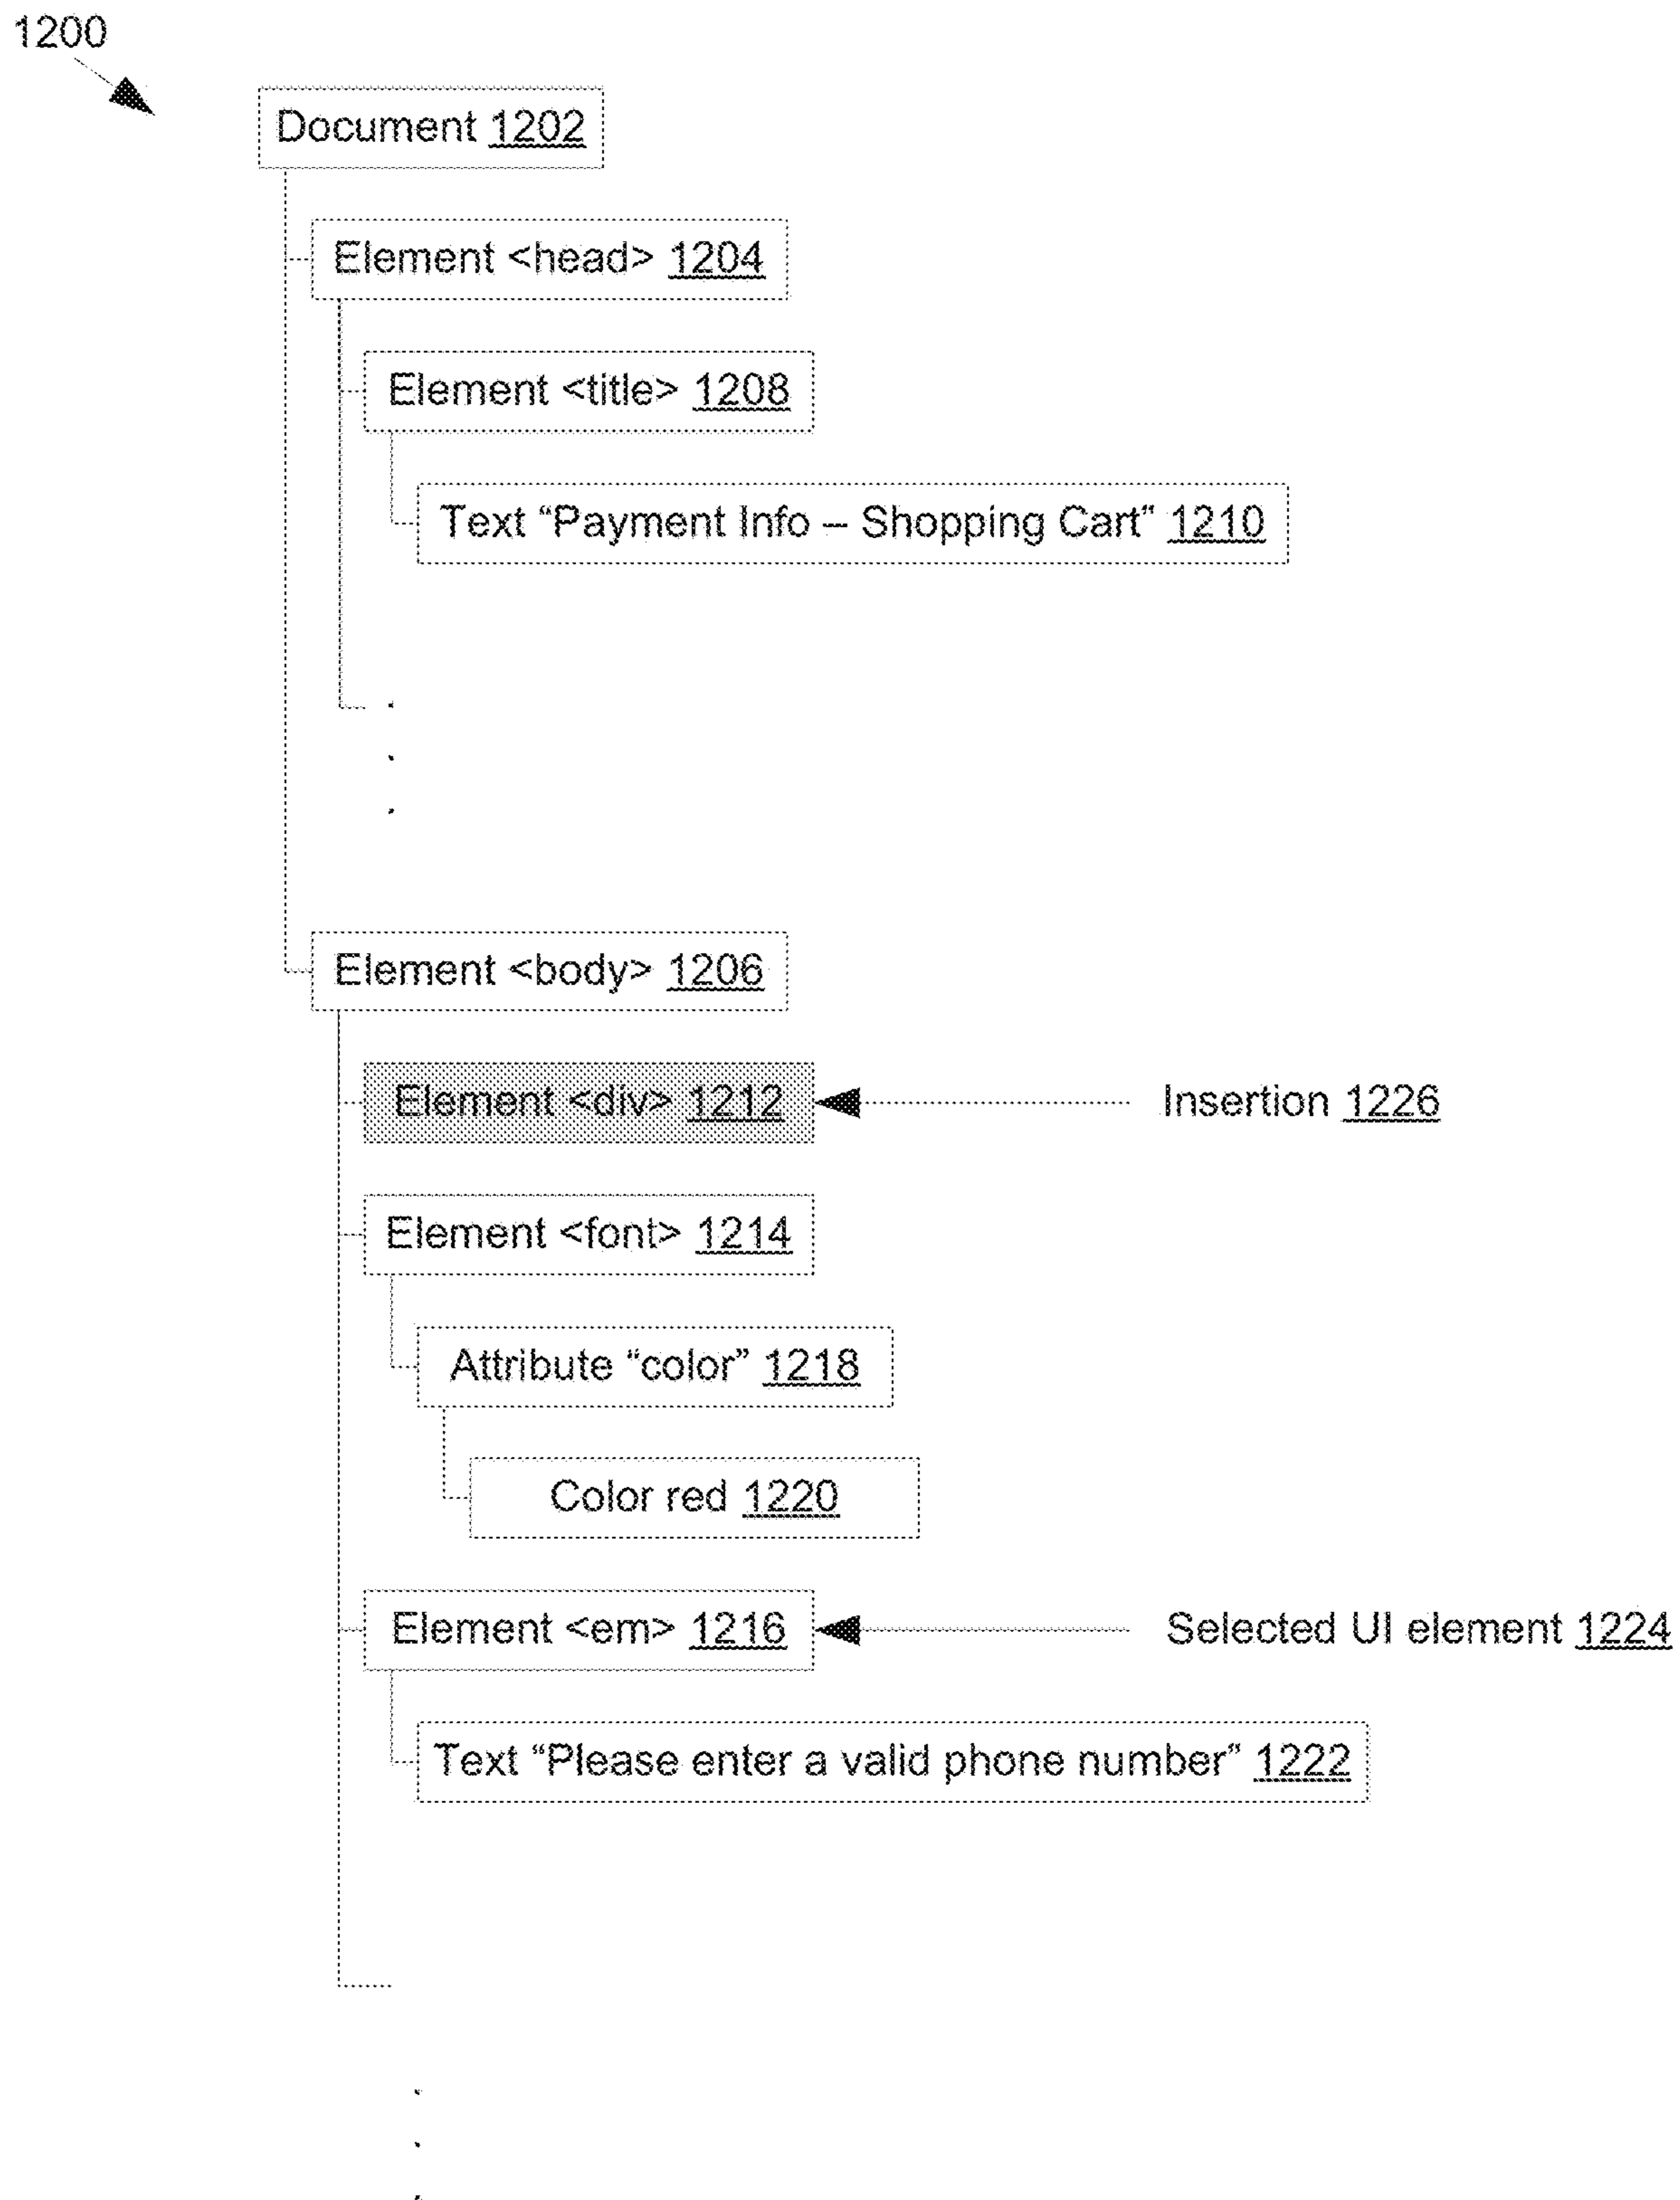 1200
Document 1202
Element <head> 1204
Element <title> 1208
Text “Payment Info – Shopping Cart” 1210
Element <body> 1206
Element <div> 1212
Insertion 1226
Element <font> 1214
Attribute “color” 1218
Color red 1220
Element <em> 1216
Selected UI element 1224
Text “Please enter a valid phone number” 1222